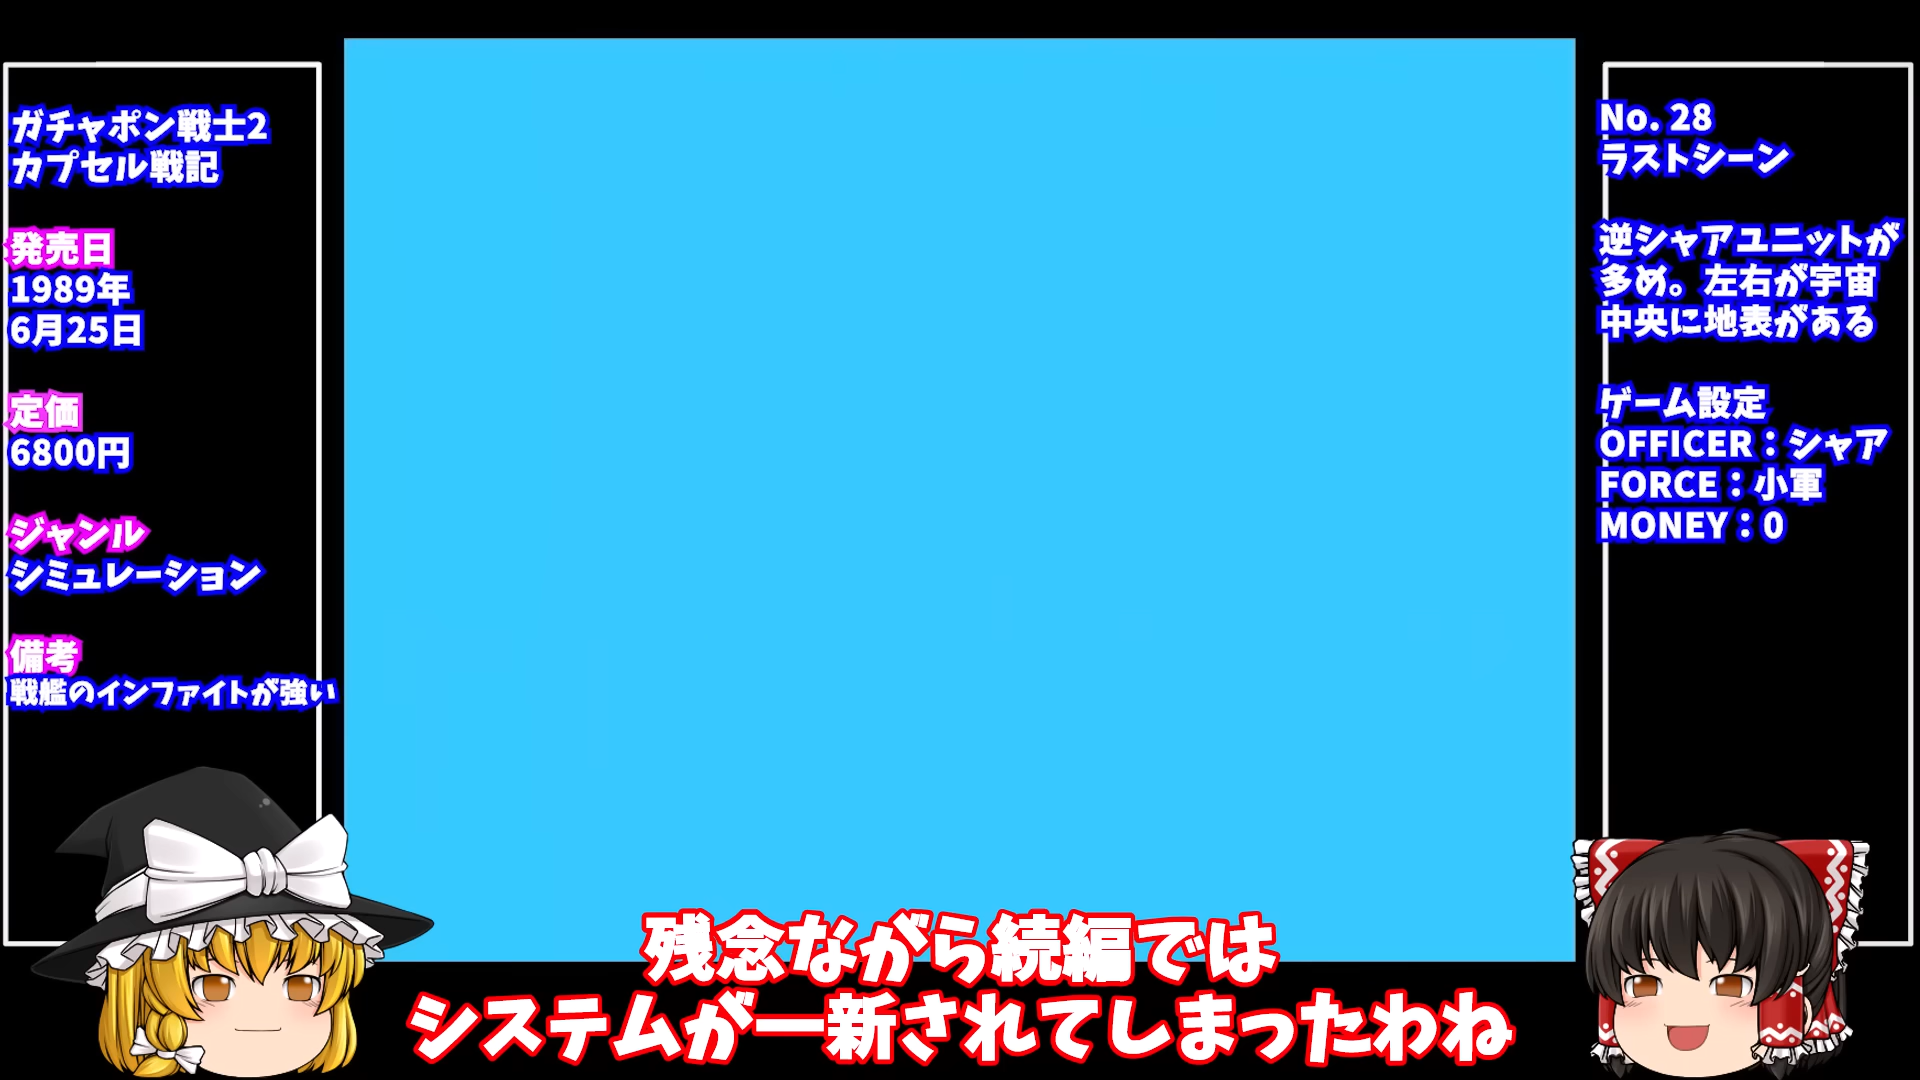 ガチャポン戦士2
カプセル戦記
発売日
1989年
6月25日
定価
6800円
ジャンル
シミュレーション
備考
戦艦のインファイトが強い
No. 28
ラストシーン
逆シャアユニットが
多め。左右が宇宙
中央に地表がある
ゲーム設定
OFFICER：シャア
FORCE：小軍
MONEY：0
残念ながら続編では
システムが一新されてしまったわね